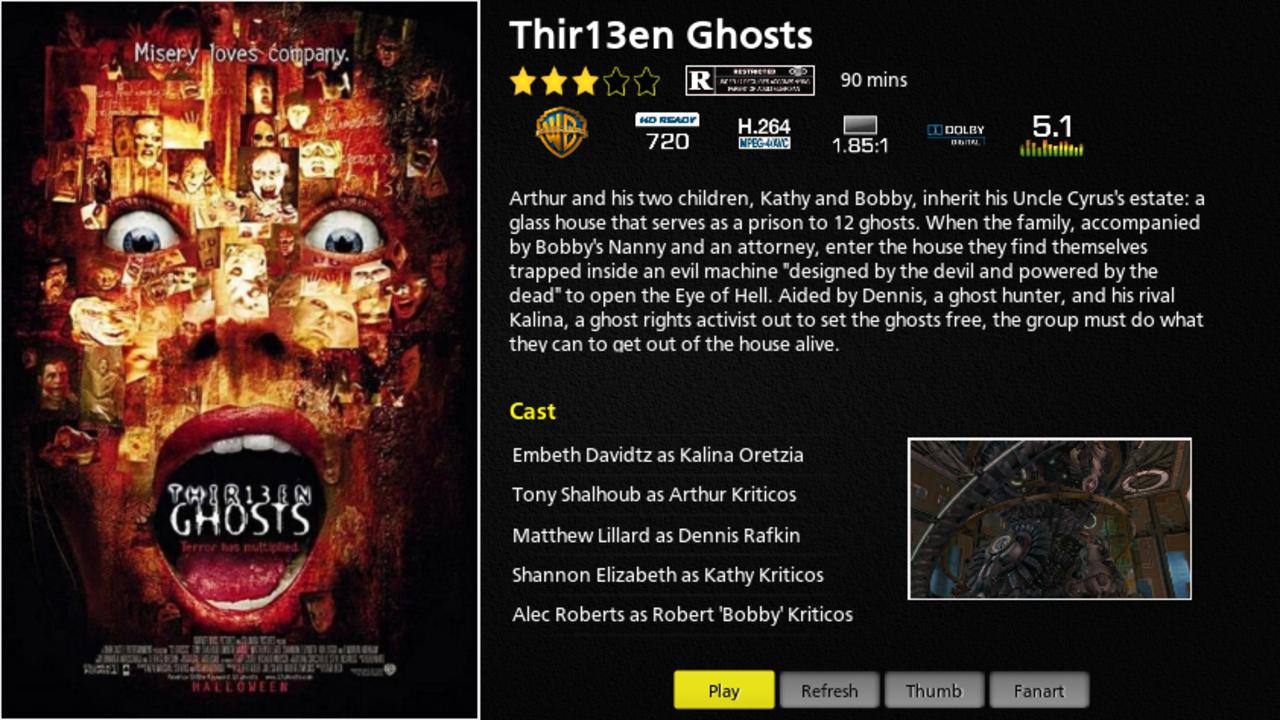 Misery loves company.
THIR13EN
GHOSTS
Terror has multiplied.
HALLOWEEN
Thir13en Ghosts
R RESTRICTED
90 mins
WB
HD READY
720
H.264
MPEG-4/AVC
1.85:1
DOLBY
DIGITAL
5.1
Arthur and his two children, Kathy and Bobby, inherit his Uncle Cyrus's estate: a
glass house that serves as a prison to 12 ghosts. When the family, accompanied
by Bobby's Nanny and an attorney, enter the house they find themselves
trapped inside an evil machine "designed by the devil and powered by the
dead" to open the Eye of Hell. Aided by Dennis, a ghost hunter, and his rival
Kalina, a ghost rights activist out to set the ghosts free, the group must do what
they can to get out of the house alive.
Cast
Embeth Davidtz as Kalina Oretzia
Tony Shalhoub as Arthur Kriticos
Matthew Lillard as Dennis Rafkin
Shannon Elizabeth as Kathy Kriticos
Alec Roberts as Robert 'Bobby' Kriticos
Play
Refresh
Thumb
Fanart